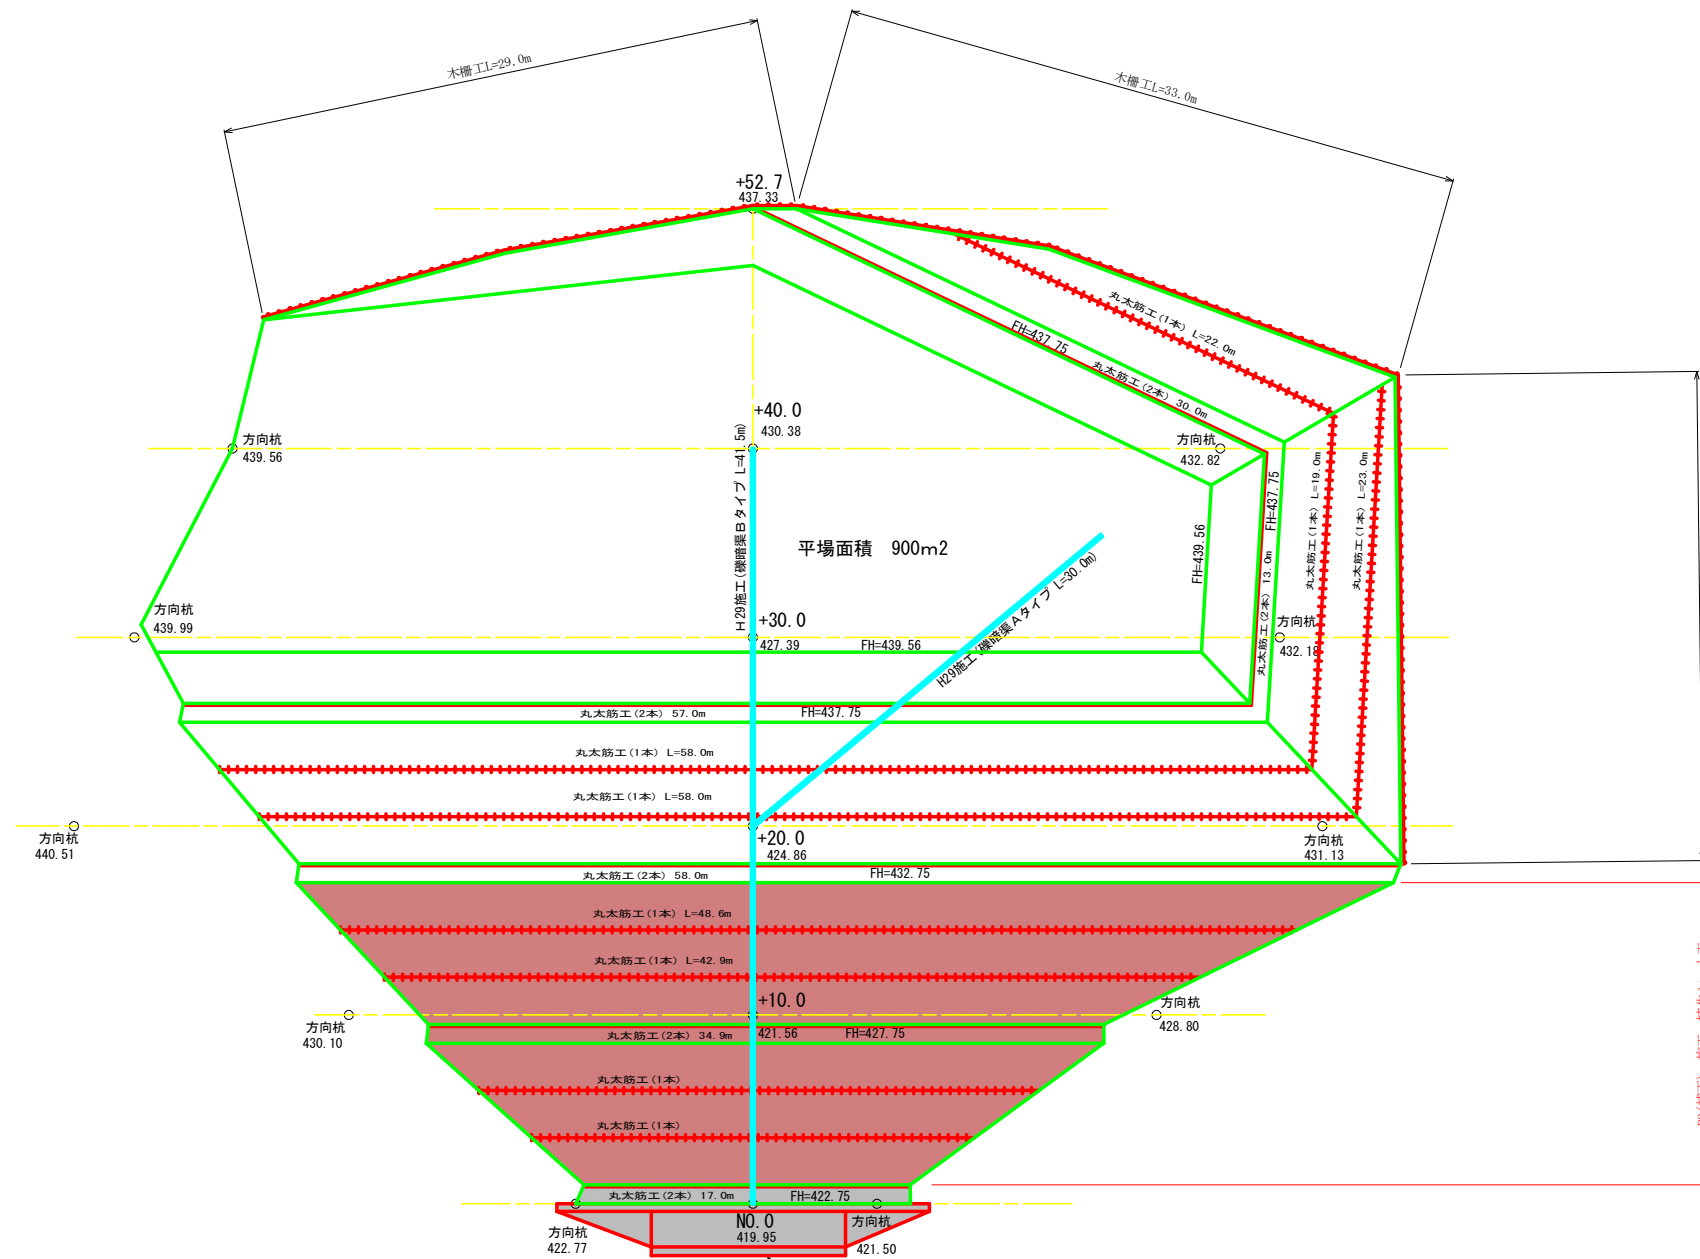 木柵工L=29.0m
木柵工L=33.0m
+52.7
437.33
丸太筋工(1本) L=22.0m
FH=437.75
丸太筋工(2本) 30.0m
+40.0
430.38
方向杭
439.56
方向杭
432.82
H29施工(礫暗渠Bタイプ L=41.5m)
平場面積 900m2
FH=439.56
FH=437.75
丸太筋工(2本) 13.0m
丸太筋工(1本) L=19.0m
丸太筋工(1本) L=23.0m
H29施工(礫暗渠Aタイプ L=30.0m)
方向杭
439.99
+30.0
427.39
FH=439.56
方向杭
432.18
丸太筋工(2本) 57.0m
FH=437.75
丸太筋工(1本) L=58.0m
丸太筋工(1本) L=58.0m
方向杭
440.51
+20.0
424.86
方向杭
431.13
丸太筋工(2本) 58.0m
FH=432.75
丸太筋工(1本) L=48.6m
丸太筋工(1本) L=42.9m
+10.0
421.56
方向杭
430.10
方向杭
428.80
丸太筋工(2本) 34.9m
FH=427.75
丸太筋工(1本)
丸太筋工(1本)
丸太筋工(2本) 17.0m
FH=422.75
NO.0
419.95
方向杭
422.77
方向杭
421.50